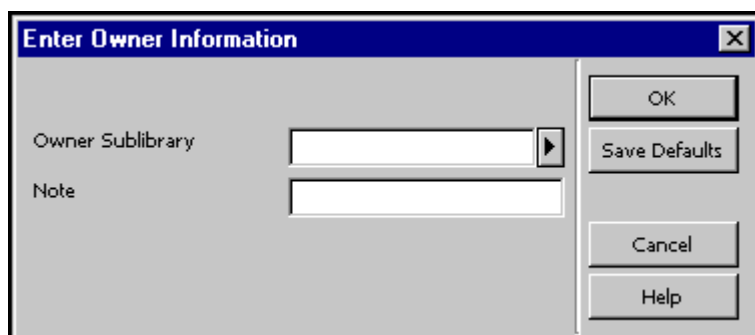 Enter Owner Information
Owner Sublibrary
Note
OK
Save Defaults
Cancel
Help